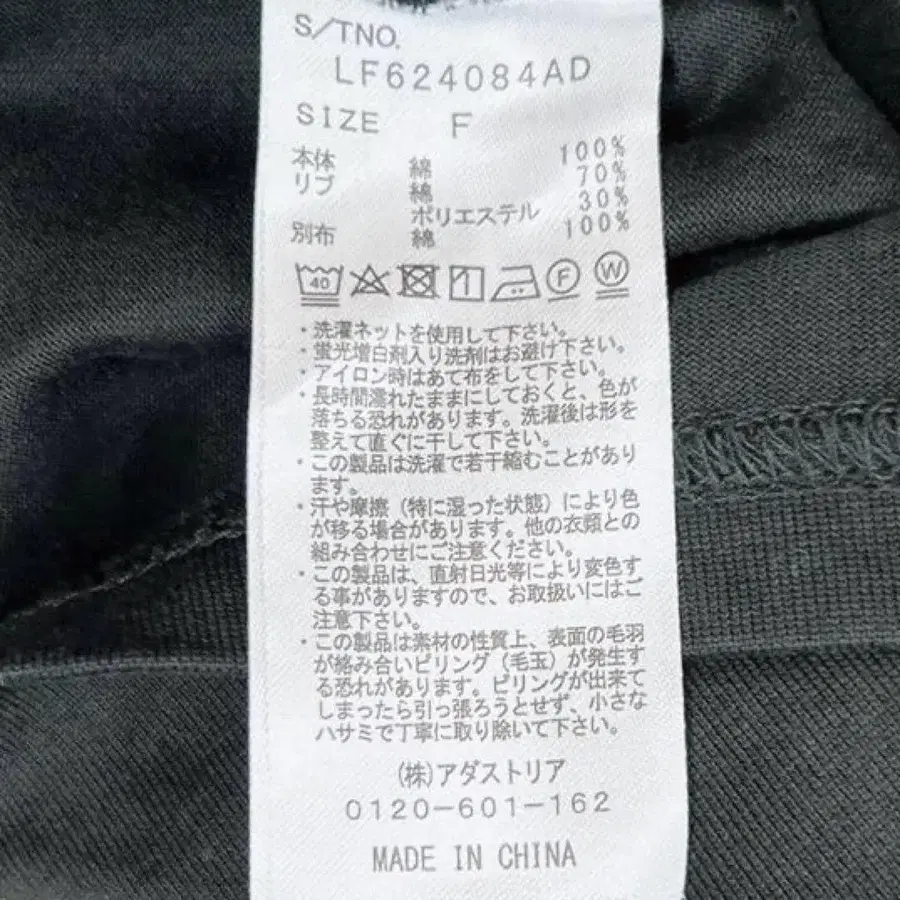 S/TNO.
LF624084AD
SIZE F
本体 綿 100%
リブ 綿 70%
ポリエステル 30%
別布 綿 100%
40 F W
・洗濯ネットを使用して下さい。
・蛍光増白剤入り洗剤はお避け下さい。
・アイロン時はあて布をして下さい。
・長時間濡れたままにしておくと、色が
落ちる恐れがあります。洗濯後は形を
整えて直ぐに干して下さい。
・この製品は洗濯で若干縮むことがあり
ます。
・汗や摩擦（特に湿った状態）により色
が移る場合があります。他の衣類との
組み合わせにご注意ください。
・この製品は、直射日光等により変色す
る事がありますので、お取扱いにはご
注意下さい。
・この製品は素材の性質上、表面の毛羽
が絡み合いピリング（毛玉）が発生す
る恐れがあります。ピリングが出来て
しまったら引っ張ろうとせず、小さな
ハサミで丁寧に取り除いて下さい。
(株)アダストリア
0120-601-162
MADE IN CHINA